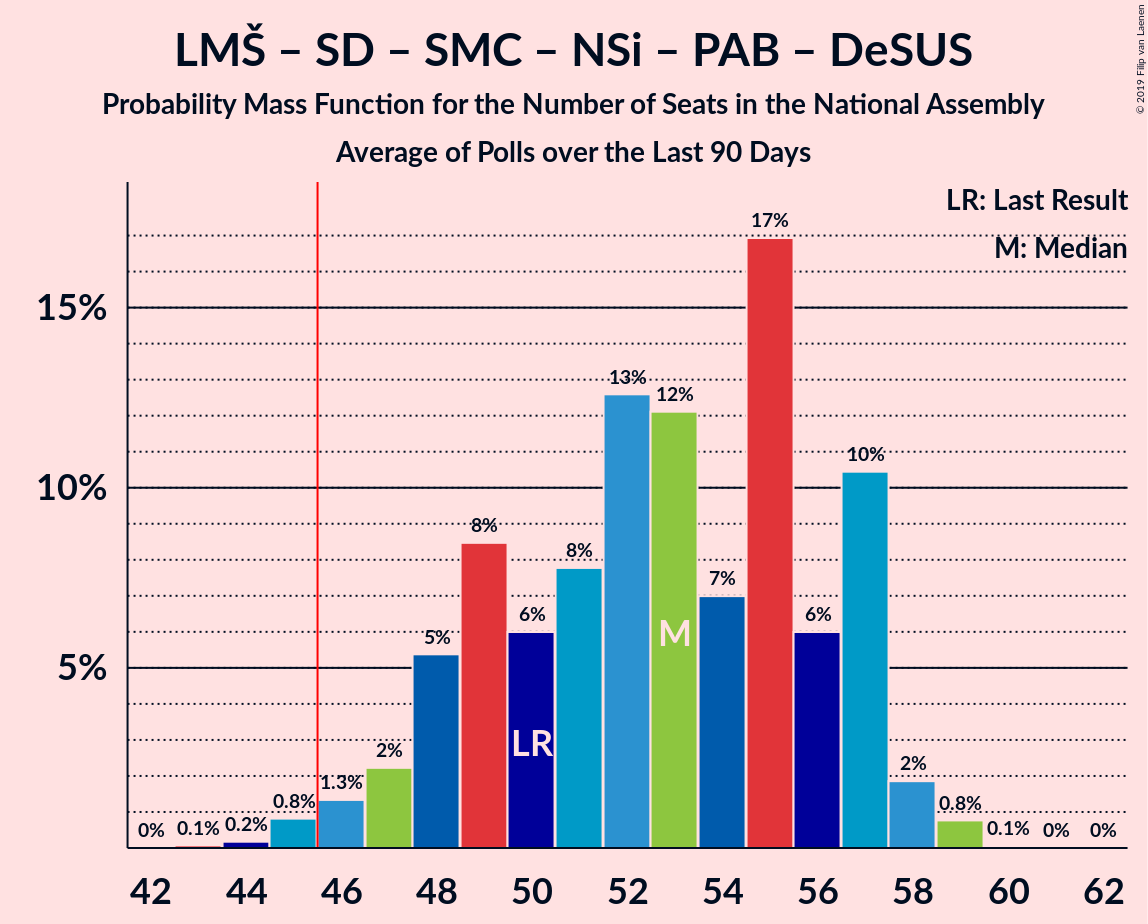 LMŠ – SD – SMC – NSi – PAB – DeSUS
Probability Mass Function for the Number of Seats in the National Assembly
Average of Polls over the Last 90 Days
© 2019 Filip van Laenen
LR: Last Result
M: Median
17%
15%
13%
12%
10%
10%
8%
8%
7%
6%
6%
5%
5%
M
LR
2%
2%
1.3%
0.8%
0.8%
0%
0.1%
0.2%
0.1%
0%
0%
42 44 46 48 50 52 54 56 58 60 62